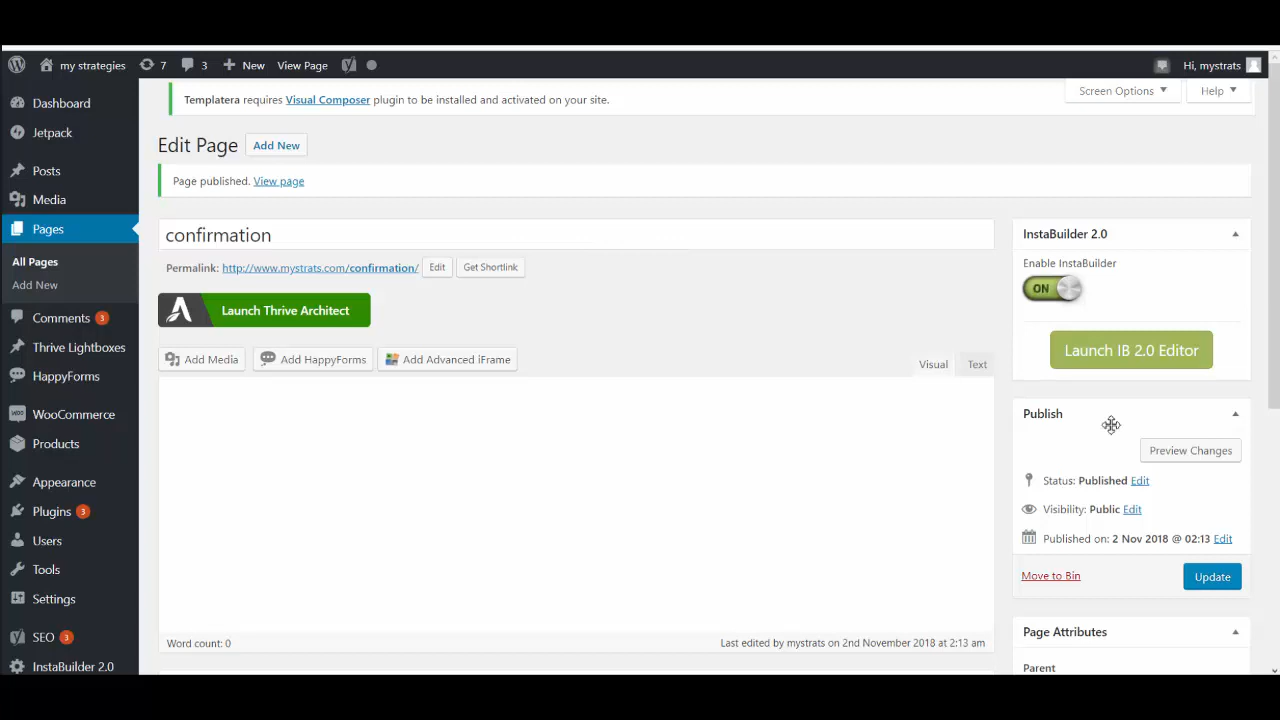 my strategies 7 3 New View Page Hi, mystrats
Dashboard
Jetpack
Posts
Media
Pages
All Pages
Add New
Comments 3
Thrive Lightboxes
HappyForms
WooCommerce
Products
Appearance
Plugins 3
Users
Tools
Settings
SEO 3
InstaBuilder 2.0
Templatera requires Visual Composer plugin to be installed and activated on your site.
Screen Options Help
Edit Page Add New
Page published. View page
confirmation
Permalink: http://www.mystrats.com/confirmation/ Edit Get Shortlink
Launch Thrive Architect
Add Media Add HappyForms Add Advanced iFrame Visual Text
Word count: 0 Last edited by mystrats on 2nd November 2018 at 2:13 am
InstaBuilder 2.0
Enable InstaBuilder
ON
Launch IB 2.0 Editor
Publish
Preview Changes
Status: Published Edit
Visibility: Public Edit
Published on: 2 Nov 2018 @ 02:13 Edit
Move to Bin Update
Page Attributes
Parent